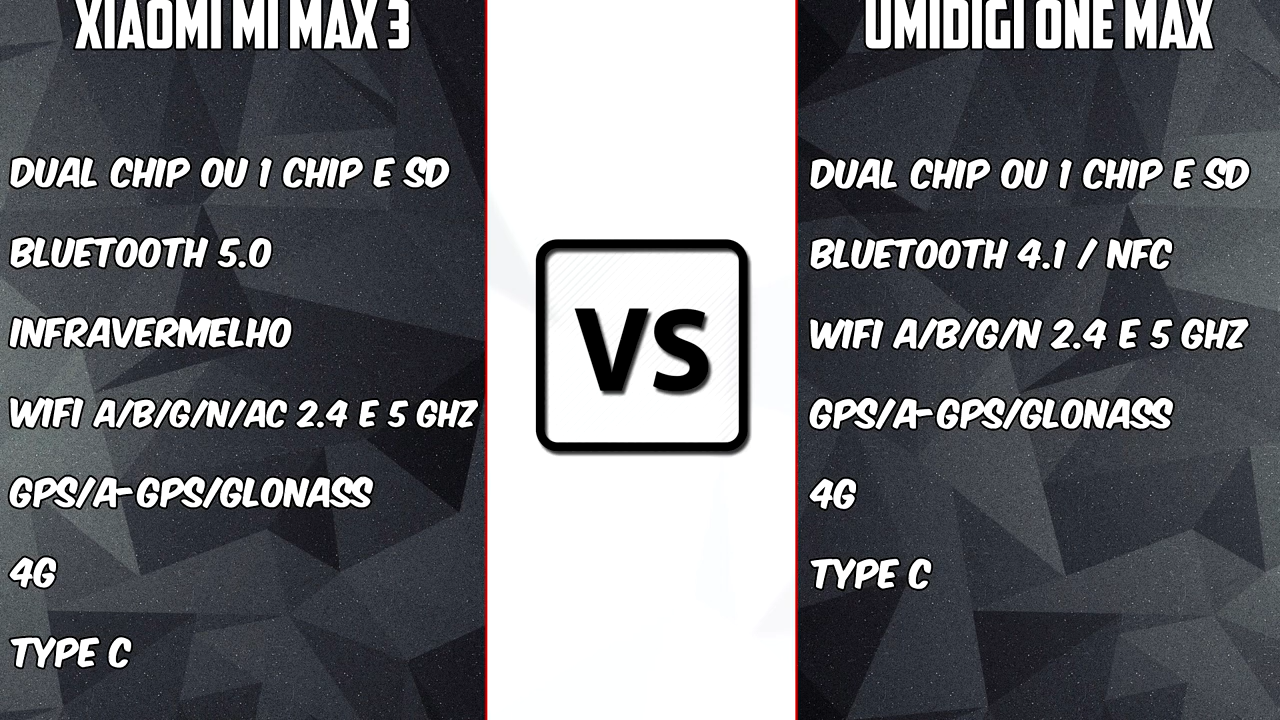 XIAOMI MI MAX 3
DUAL CHIP OU 1 CHIP E SD
BLUETOOTH 5.0
INFRAVERMELHO
WIFI A/B/G/N/AC 2.4 E 5 GHZ
GPS/A-GPS/GLONASS
4G
TYPE C
VS
UMIDIGI ONE MAX
DUAL CHIP OU 1 CHIP E SD
BLUETOOTH 4.1 / NFC
WIFI A/B/G/N 2.4 E 5 GHZ
GPS/A-GPS/GLONASS
4G
TYPE C